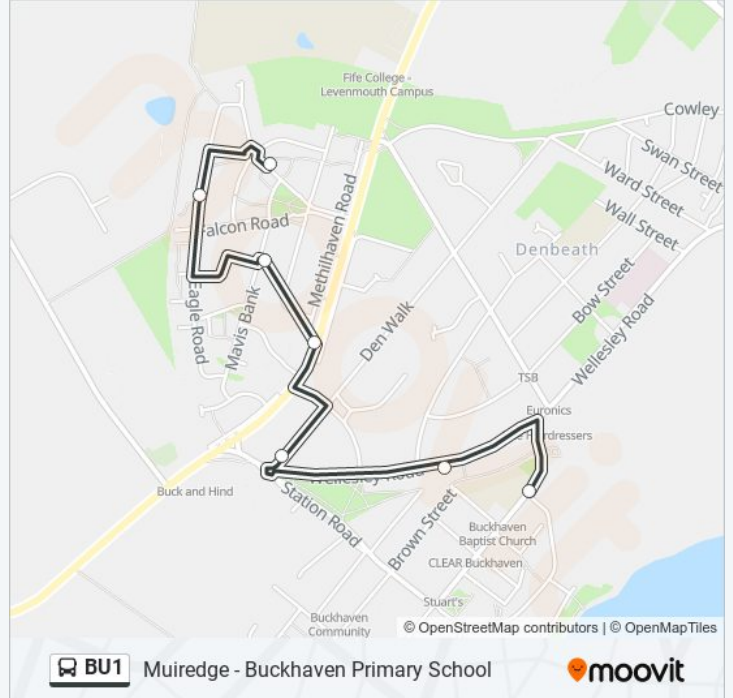 Fife College -
Levenmouth Campus
Cowley
Swan Street
Ward Street
Wall Street
Methilhaven Road
Falcon Road
Denbeath
Bow Street
Eagle Road
Mavis Bank
Den Walk
Wellesley Road
TSB
Euronics
Hairdressers
Wellesley Road
Buck and Hind
Station Road
Brown Street
Buckhaven
Baptist Church
CLEAR Buckhaven
Stuart's
Buckhaven
Community
© OpenStreetMap contributors | © OpenMapTiles
BU1 Muiredge - Buckhaven Primary School
moovit